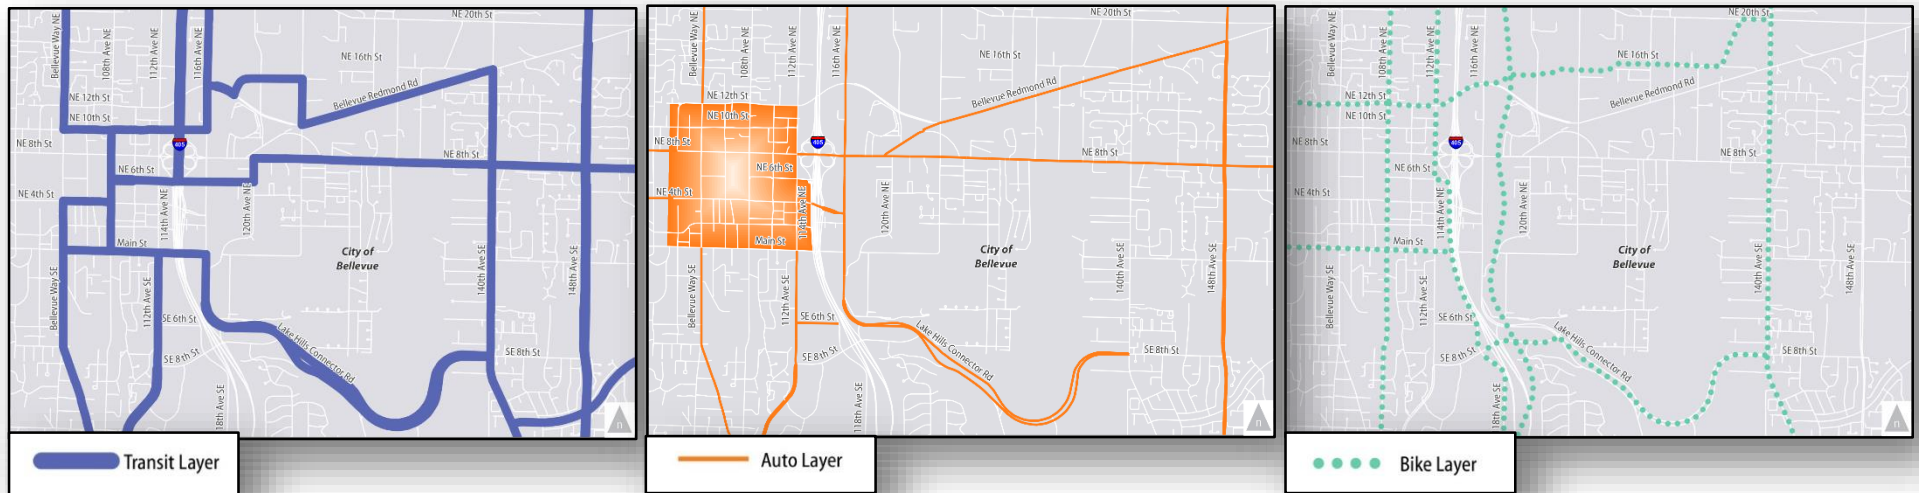 NE 20th St
Bellevue Way NE
108th Ave NE
112th Ave NE
116th Ave NE
NE 16th St
Bellevue Redmond Rd
NE 12th St
NE 10th St
405
NE 8th St
NE 8th St
NE 6th St
NE 4th St
114th Ave NE
120th Ave NE
Main St
City of
Bellevue
Bellevue Way SE
112th Ave SE
140th Ave SE
148th Ave SE
SE 6th St
Lake Hills Connector Rd
SE 8th St
SE 8th St
18th Ave SE
n
Transit Layer
NE 20th St
Bellevue Way NE
108th Ave NE
112th Ave NE
116th Ave NE
NE 16th St
Bellevue Redmond Rd
NE 12th St
NE 10th St
405
NE 8th St
NE 8th St
NE 6th St
NE 4th St
114th Ave NE
120th Ave NE
Main St
City of
Bellevue
Bellevue Way SE
112th Ave SE
140th Ave SE
148th Ave SE
SE 6th St
Lake Hills Connector Rd
SE 8th St
SE 8th St
118th Ave SE
n
Auto Layer
NE 20th St
Bellevue Way NE
108th Ave NE
112th Ave NE
116th Ave NE
NE 16th St
Bellevue Redmond Rd
NE 12th St
NE 10th St
405
NE 8th St
NE 8th St
NE 6th St
NE 4th St
114th Ave NE
120th Ave NE
Main St
City of
Bellevue
Bellevue Way SE
112th Ave SE
140th Ave SE
148th Ave SE
SE 6th St
Lake Hills Connector Rd
SE 8th St
SE 8th St
18th Ave SE
n
Bike Layer